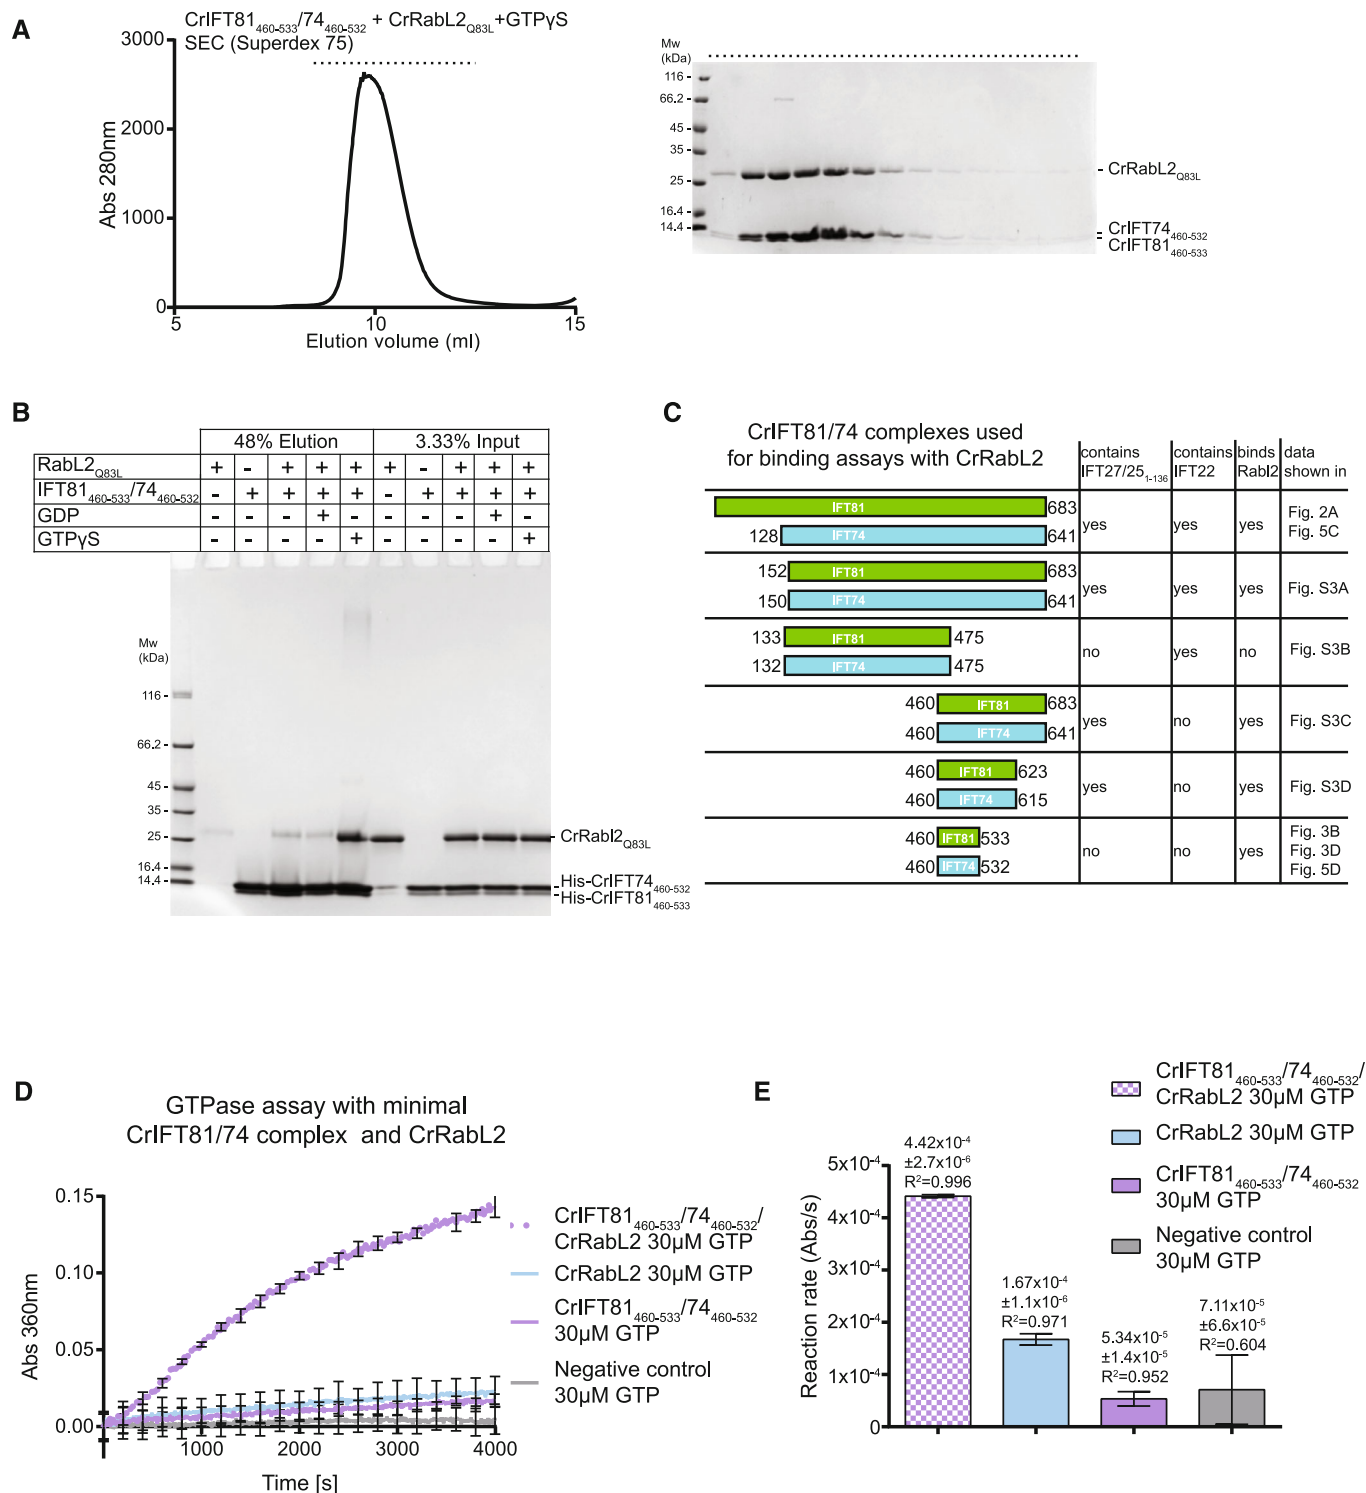 A
CrIFT81460-533/74460-532 + CrRabL2Q83L+GTPγS
SEC (Superdex 75)
3000
2000
1000
0
Abs 280nm
5
10
15
Elution volume (ml)
Mw
(kDa)
116
66.2
45
35
25
16.4
14.4
CrRabL2Q83L
CrIFT74460-532
CrIFT81460-533
B
48% Elution
3.33% Input
RabL2Q83L + - + + + + - + + +
IFT81460-533/74460-532 - + + + + - + + + +
GDP - - - + - - - - + -
GTPγS - - - - + - - - - +
Mw
(kDa)
116
66.2
45
35
25
16.4
14.4
CrRabl2Q83L
His-CrIFT74460-532
His-CrIFT81460-533
C
CrIFT81/74 complexes used
for binding assays with CrRabL2
contains
IFT27/251-136
contains
IFT22
binds
Rabl2
data
shown in
IFT81 683
128 IFT74 641
yes yes yes
Fig. 2A
Fig. 5C
152 IFT81 683
150 IFT74 641
yes yes yes Fig. S3A
133 IFT81 475
132 IFT74 475
no yes no Fig. S3B
460 IFT81 683
460 IFT74 641
yes no yes Fig. S3C
460 IFT81 623
460 IFT74 615
yes no yes Fig. S3D
460 IFT81 533
460 IFT74 532
no no yes
Fig. 3B
Fig. 3D
Fig. 5D
D
GTPase assay with minimal
CrIFT81/74 complex and CrRabL2
0.15
0.10
0.05
0.00
Abs 360nm
1000
2000
3000
4000
Time [s]
CrIFT81460-533/74460-532/
CrRabL2 30μM GTP
CrRabL2 30μM GTP
CrIFT81460-533/74460-532
30μM GTP
Negative control
30μM GTP
E
CrIFT81460-533/74460-532/
CrRabL2 30μM GTP
CrRabL2 30μM GTP
CrIFT81460-533/74460-532
30μM GTP
Negative control
30μM GTP
5x10-4
4x10-4
3x10-4
2x10-4
1x10-4
0
Reaction rate (Abs/s)
4.42x10-4
±2.7x10-6
R2=0.996
1.67x10-4
±1.1x10-6
R2=0.971
5.34x10-5
±1.4x10-5
R2=0.952
7.11x10-5
±6.6x10-5
R2=0.604